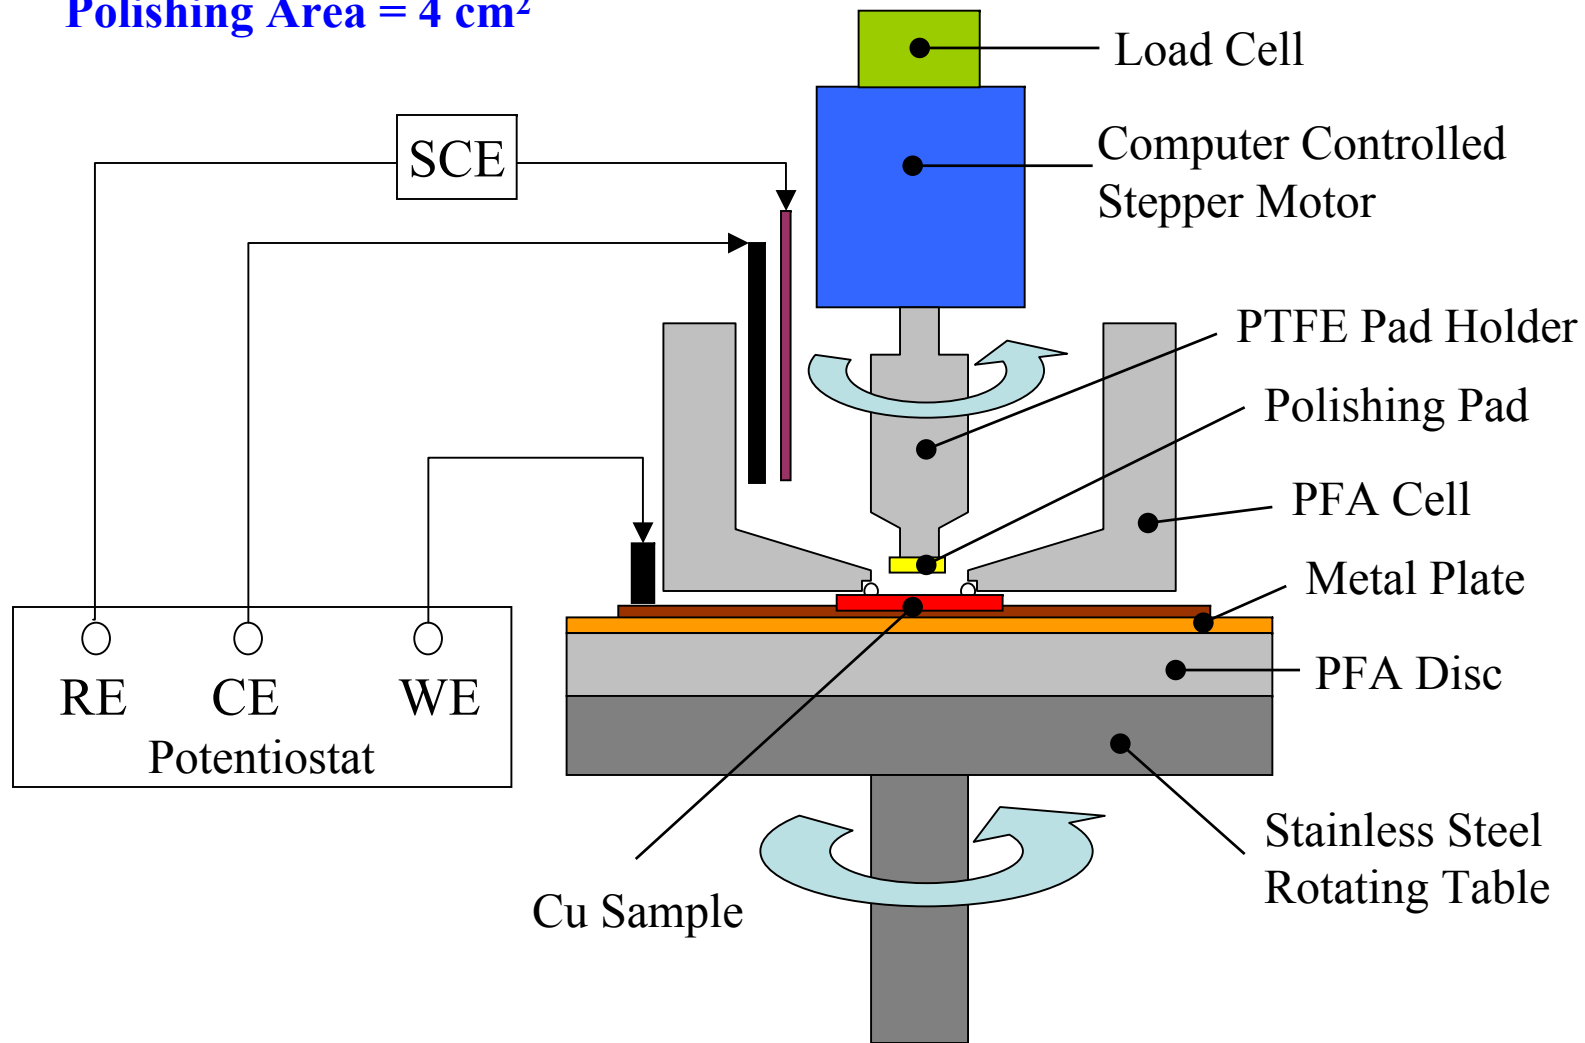 Polishing Area = 4 cm²
Load Cell
SCE
Computer Controlled
Stepper Motor
PTFE Pad Holder
Polishing Pad
PFA Cell
Metal Plate
RE CE WE
PFA Disc
Potentiostat
Stainless Steel
Rotating Table
Cu Sample